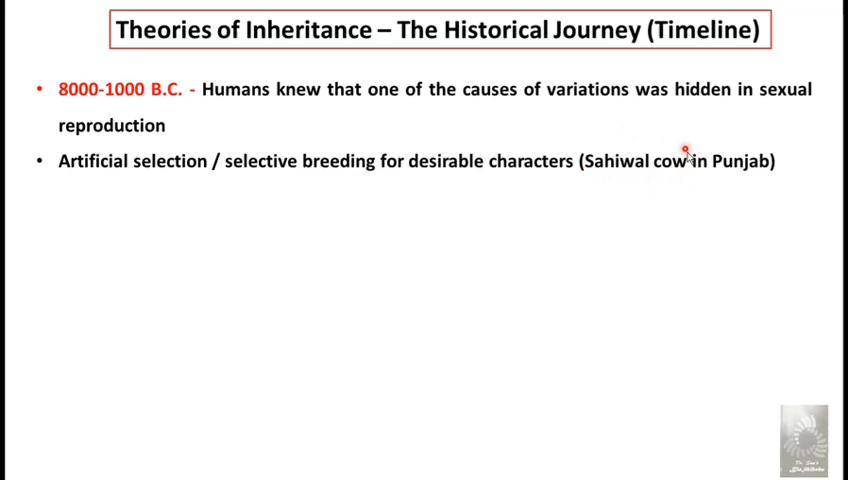 Theories of Inheritance – The Historical Journey (Timeline)
• 8000-1000 B.C. - Humans knew that one of the causes of variations was hidden in sexual
reproduction
• Artificial selection / selective breeding for desirable characters (Sahiwal cow in Punjab)